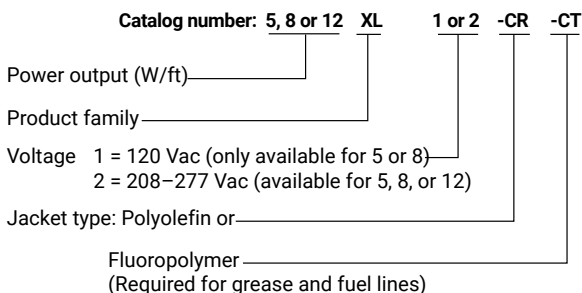 Catalog number: 5, 8 or 12 XL 1 or 2 -CR -CT
Power output (W/ft)
Product family
Voltage 1 = 120 Vac (only available for 5 or 8)
2 = 208–277 Vac (available for 5, 8, or 12)
Jacket type: Polyolefin or
Fluoropolymer
(Required for grease and fuel lines)